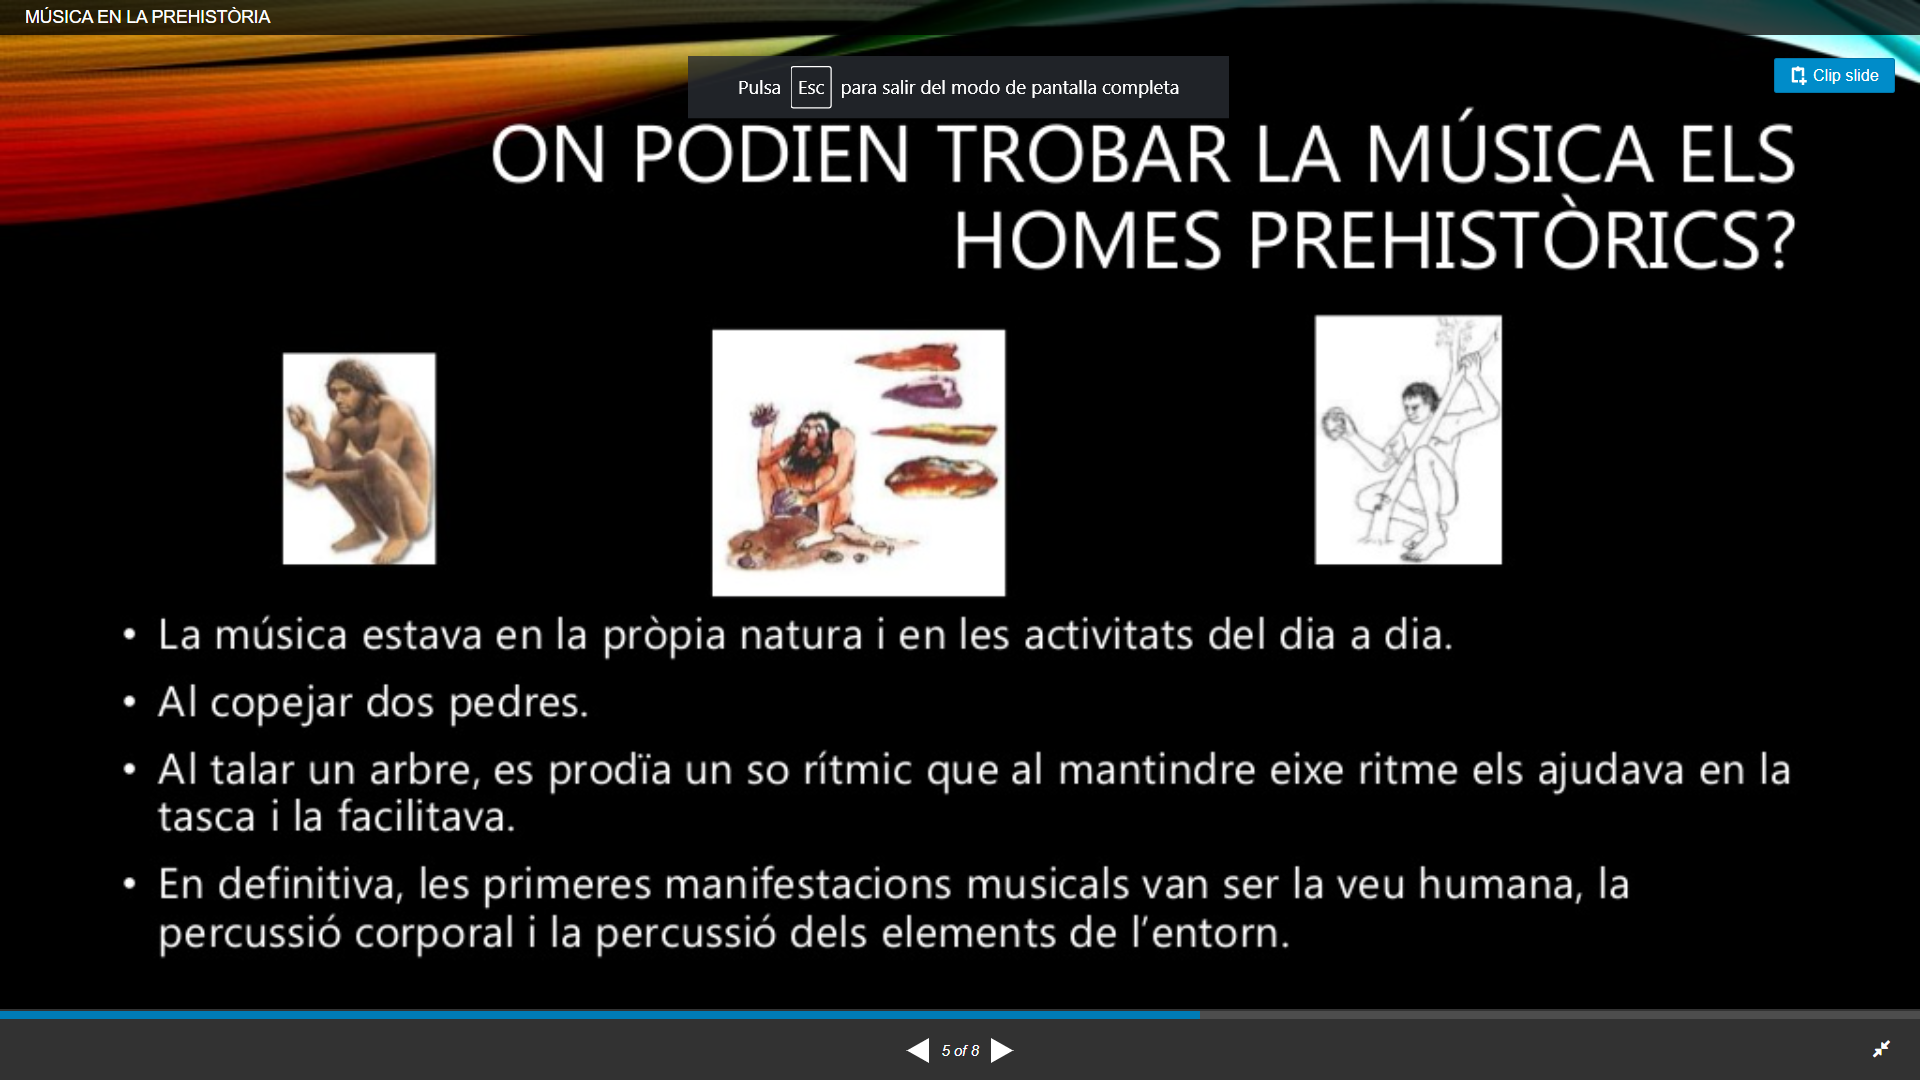 MÚSICA EN LA PREHISTÒRIA
Pulsa Esc para salir del modo de pantalla completa
Clip slide
ON PODIEN TROBAR LA MÚSICA ELS
HOMES PREHISTÒRICS?
• La música estava en la pròpia natura i en les activitats del dia a dia.
• Al copejar dos pedres.
• Al talar un arbre, es prodïa un so rítmic que al mantindre eixe ritme els ajudava en la
tasca i la facilitava.
• En definitiva, les primeres manifestacions musicals van ser la veu humana, la
percussió corporal i la percussió dels elements de l’entorn.
5 of 8